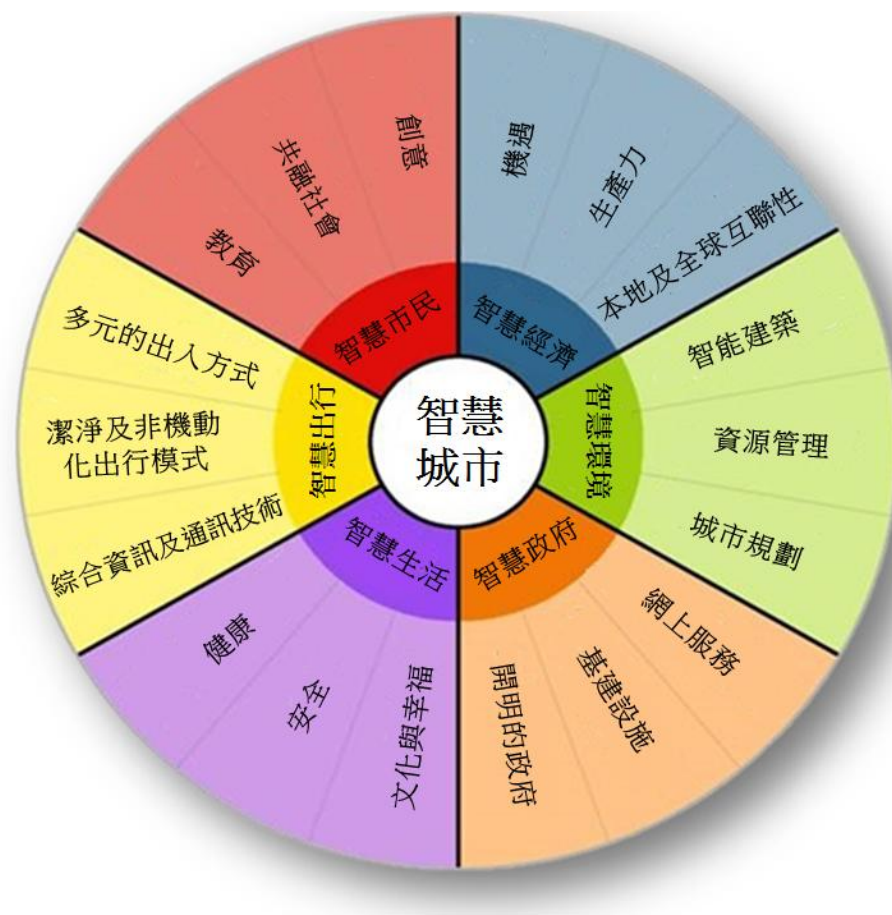 智慧
城市
智慧經濟
機遇
生產力
本地及全球互聯性
智慧環境
智能建築
資源管理
城市規劃
智慧政府
網上服務
基建設施
開明的政府
智慧生活
文化與幸福
安全
健康
智慧出行
綜合資訊及通訊技術
潔淨及非機動
化出行模式
多元的出入方式
智慧市民
教育
共融社會
創意